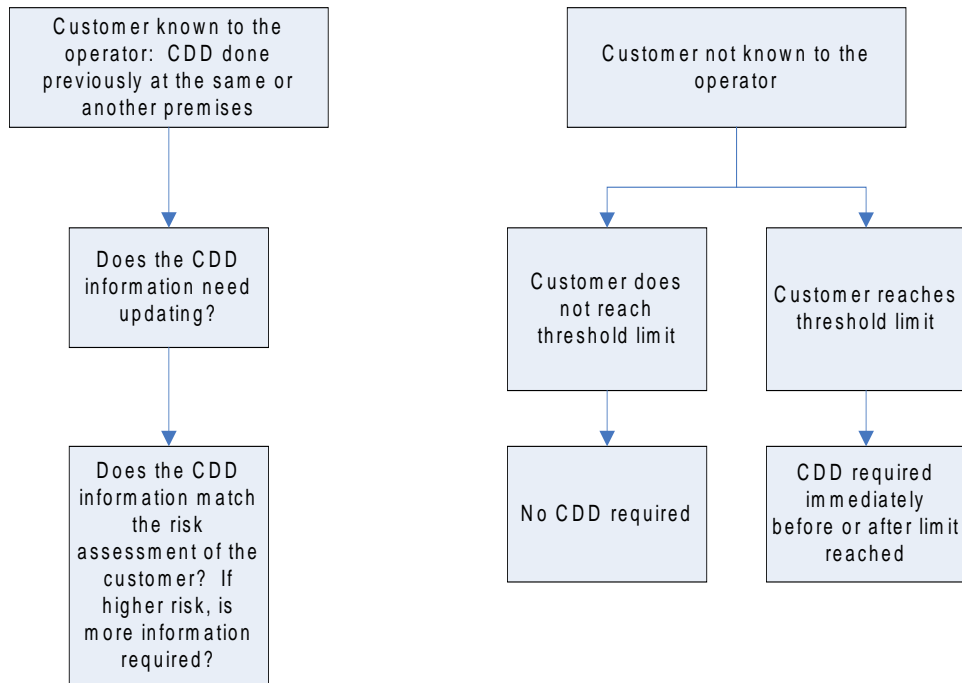 Customer known to the
operator: CDD done
previously at the same or
another premises
Does the CDD
information need
updating?
Does the CDD
information match
the risk
assessment of the
customer? If
higher risk, is
more information
required?
Customer not known to the
operator
Customer does
not reach
threshold limit
Customer reaches
threshold limit
No CDD required
CDD required
immediately
before or after limit
reached